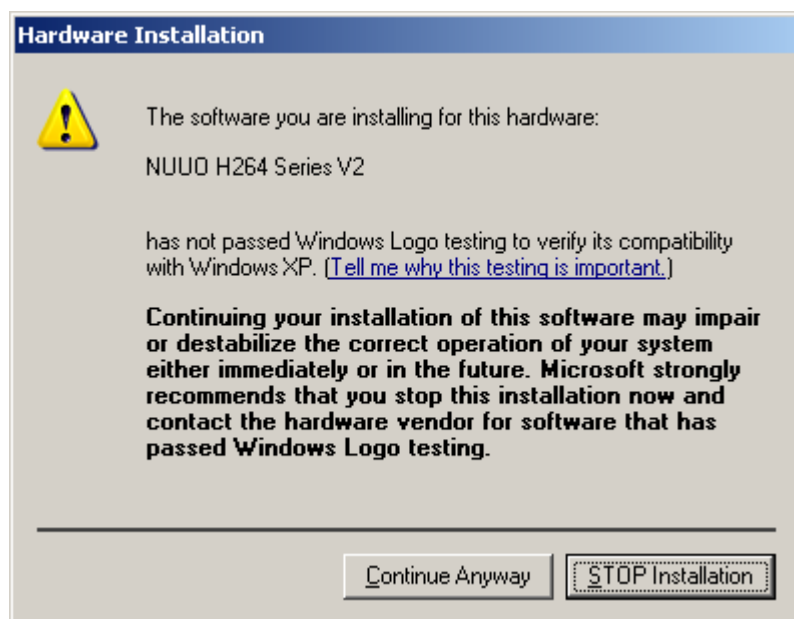 Hardware Installation
The software you are installing for this hardware:
NUUO H264 Series V2
has not passed Windows Logo testing to verify its compatibility
with Windows XP. (Tell me why this testing is important.)
Continuing your installation of this software may impair
or destabilize the correct operation of your system
either immediately or in the future. Microsoft strongly
recommends that you stop this installation now and
contact the hardware vendor for software that has
passed Windows Logo testing.
Continue Anyway
STOP Installation